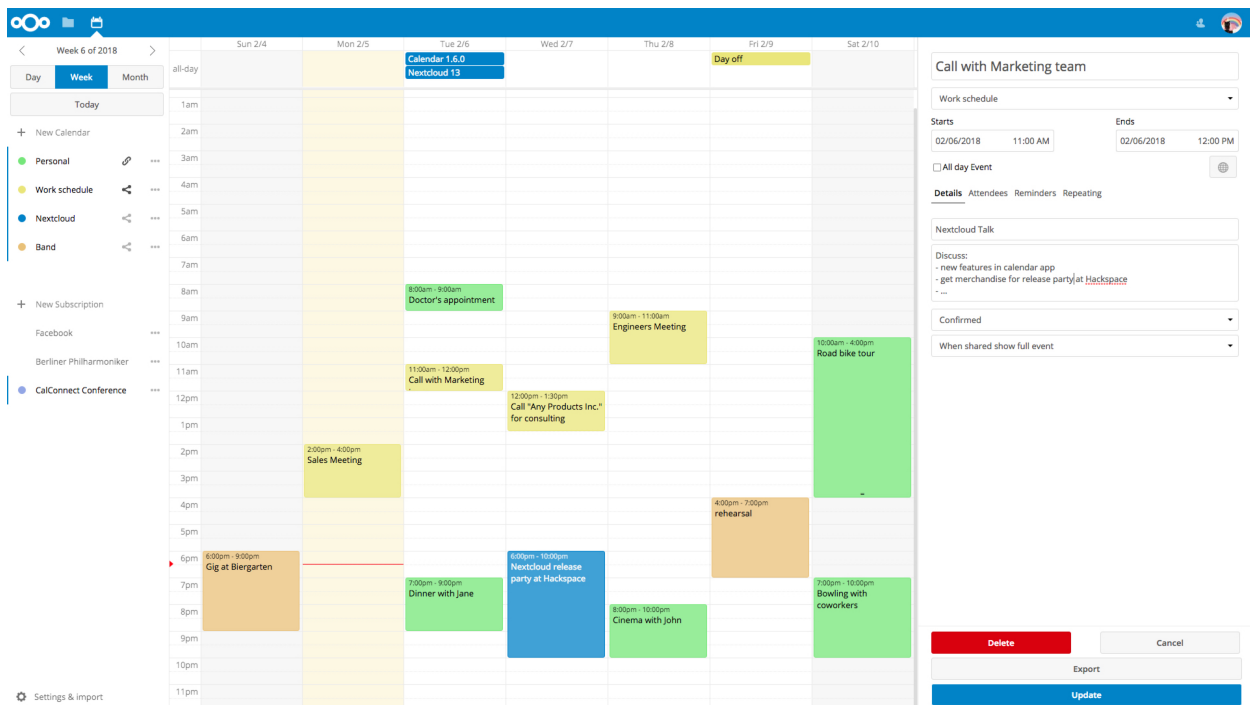 Week 6 of 2018
Day
Week
Month
Today
New Calendar
Personal
Work schedule
Nextcloud
Band
New Subscription
Facebook
Berliner Philharmoniker
CalConnect Conference
Settings & import
Sun 2/4
Mon 2/5
Tue 2/6
Wed 2/7
Thu 2/8
Fri 2/9
Sat 2/10
all-day
Calendar 1.6.0
Nextcloud 13
Day off
1am
2am
3am
4am
5am
6am
7am
8am
9am
10am
11am
12pm
1pm
2pm
3pm
4pm
5pm
6pm
7pm
8pm
9pm
10pm
11pm
6:00pm - 9:00pm
Gig at Biergarten
2:00pm - 4:00pm
Sales Meeting
8:00am - 9:00am
Doctor's appointment
11:00am - 12:00pm
Call with Marketing
7:00pm - 9:00pm
Dinner with Jane
12:00pm - 1:30pm
Call "Any Products Inc."
for consulting
6:00pm - 10:00pm
Nextcloud release
party at Hackspace
9:00am - 11:00am
Engineers Meeting
8:00pm - 10:00pm
Cinema with John
4:00pm - 7:00pm
rehearsal
10:00am - 4:00pm
Road bike tour
7:00pm - 10:00pm
Bowling with
coworkers
Call with Marketing team
Work schedule
Starts
Ends
02/06/2018 11:00 AM
02/06/2018 12:00 PM
All day Event
Details Attendees Reminders Repeating
Nextcloud Talk
Discuss:
- new features in calendar app
- get merchandise for release party at Hackspace
- ...
Confirmed
When shared show full event
Delete
Cancel
Export
Update